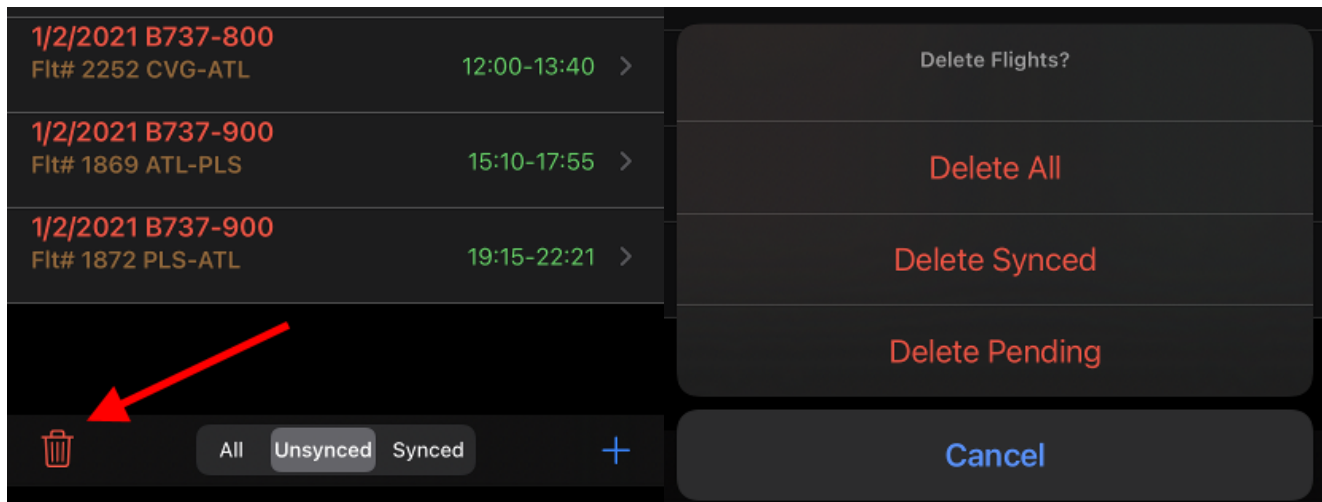 1/2/2021 B737-800
Flt# 2252 CVG-ATL
12:00-13:40
1/2/2021 B737-900
Flt# 1869 ATL-PLS
15:10-17:55
1/2/2021 B737-900
Flt# 1872 PLS-ATL
19:15-22:21
All
Unsynced
Synced
Delete Flights?
Delete All
Delete Synced
Delete Pending
Cancel